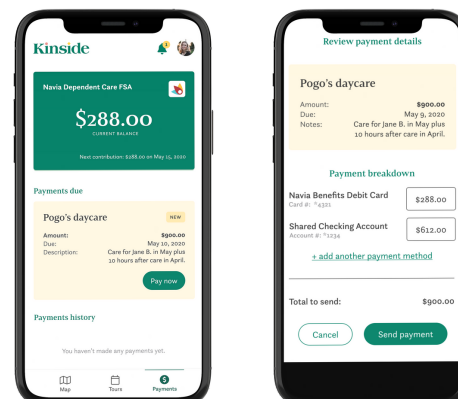 Kinside
Navia Dependent Care FSA
$288.00
CURRENT BALANCE
Next contribution: $288.00 on May 15, 2020
Payments due
Pogo's daycare
NEW
Amount: $900.00
Due: May 10, 2020
Description: Care for Jane B. in May plus
10 hours after care in April.
Pay now
Payments history
You haven't made any payments yet.
Map
Tours
Payments
Review payment details
Pogo's daycare
Amount: $900.00
Due: May 9, 2020
Notes: Care for Jane B. in May plus
10 hours after care in April.
Payment breakdown
Navia Benefits Debit Card
Card #: *4321
$288.00
Shared Checking Account
Account #: *1234
$612.00
+ add another payment method
Total to send: $900.00
Cancel
Send payment